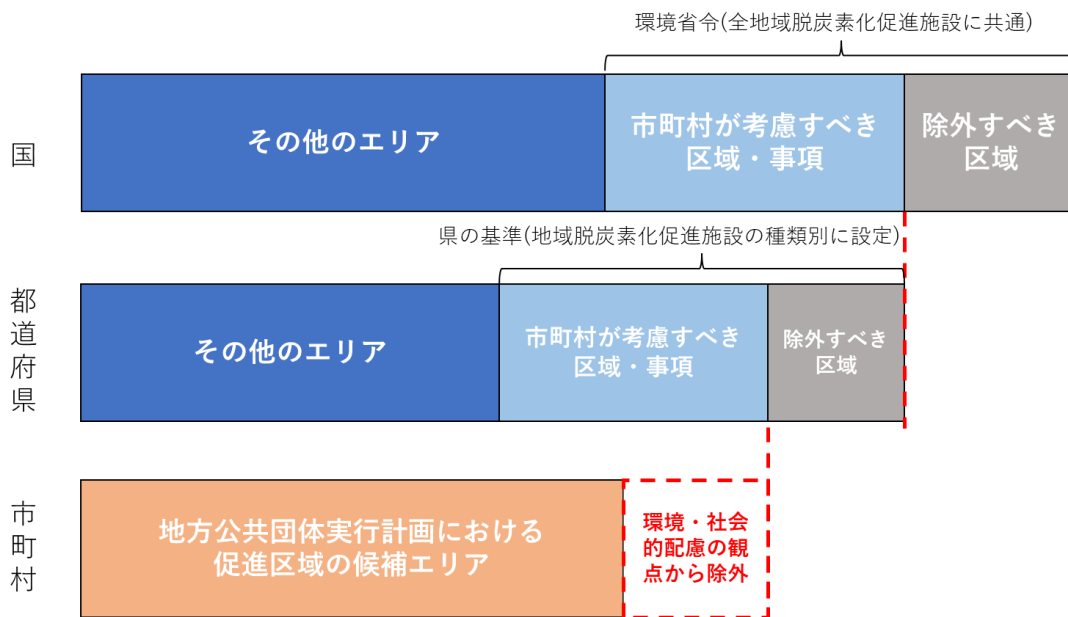 環境省令(全地域脱炭素化促進施設に共通)
国
その他のエリア
市町村が考慮すべき
区域・事項
除外すべき
区域
県の基準(地域脱炭素化促進施設の種類別に設定)
都道府県
その他のエリア
市町村が考慮すべき
区域・事項
除外すべき
区域
市町村
地方公共団体実行計画における
促進区域の候補エリア
環境・社会
的配慮の観
点から除外